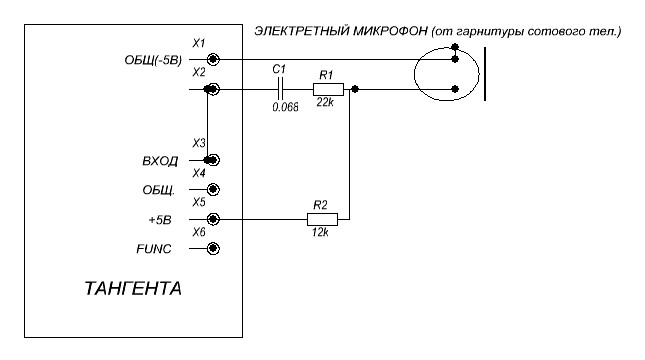 ЭЛЕКТРЕТНЫЙ МИКРОФОН (от гарнитуры сотового тел.)
X1
ОБЩ(-5В)
X2
C1
0.068
R1
22k
X3
ВХОД
X4
ОБЩ.
X5
+5В
R2
12k
X6
FUNC
ТАНГЕНТА